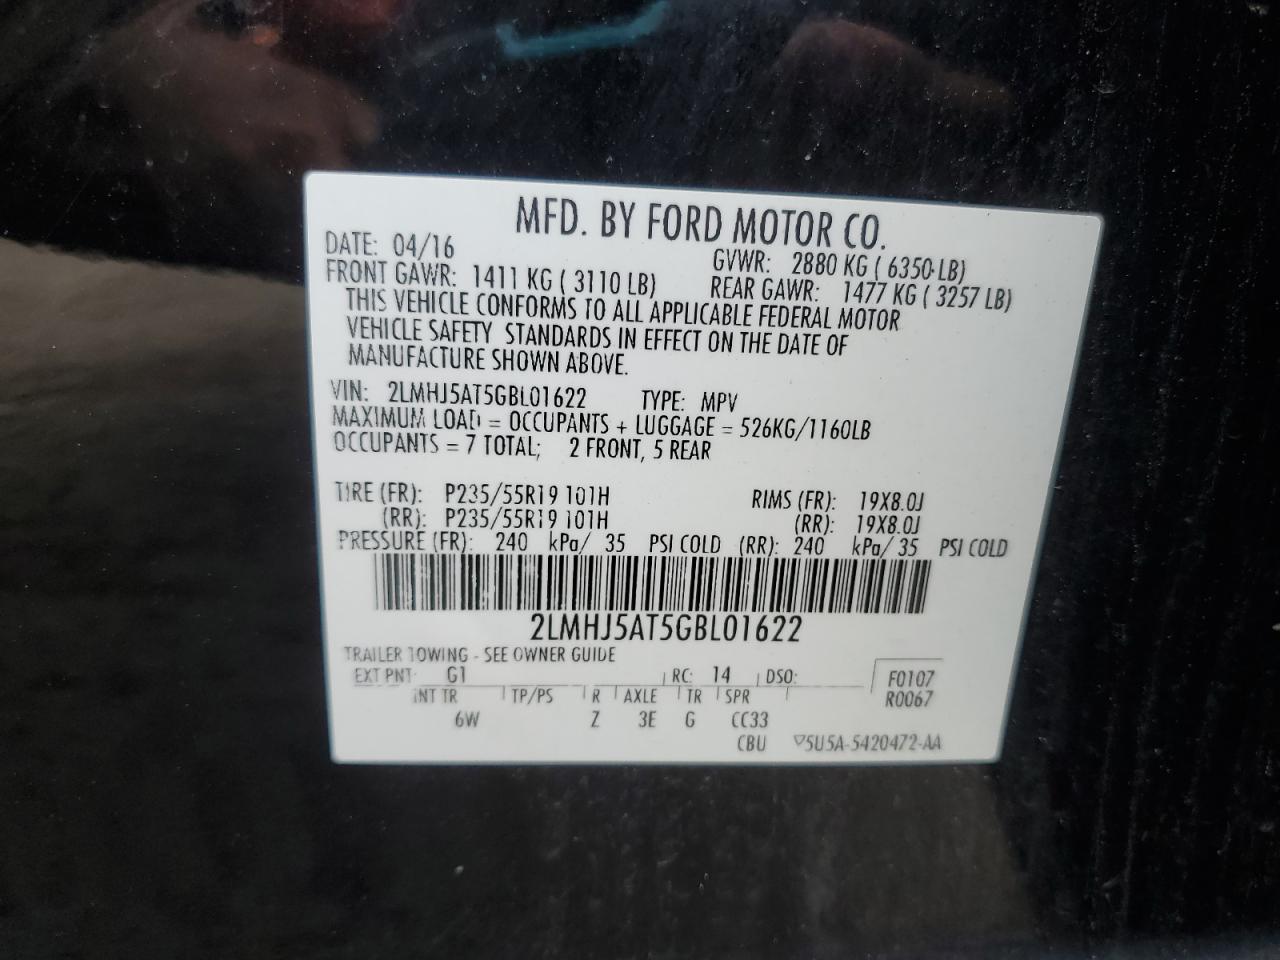 MFD. BY FORD MOTOR CO.
DATE: 04/16 GVWR: 2880 KG ( 6350 LB)
FRONT GAWR: 1411 KG ( 3110 LB) REAR GAWR: 1477 KG ( 3257 LB)
THIS VEHICLE CONFORMS TO ALL APPLICABLE FEDERAL MOTOR
VEHICLE SAFETY STANDARDS IN EFFECT ON THE DATE OF
MANUFACTURE SHOWN ABOVE.
VIN: 2LMHJ5AT5GBL01622 TYPE: MPV
MAXIMUM LOAD = OCCUPANTS + LUGGAGE = 526KG/1160LB
OCCUPANTS = 7 TOTAL; 2 FRONT, 5 REAR
TIRE (FR): P235/55R19 101H RIMS (FR): 19X8.0J
(RR): P235/55R19 101H (RR): 19X8.0J
PRESSURE (FR): 240 kPa/ 35 PSI COLD (RR): 240 kPa/ 35 PSI COLD
2LMHJ5AT5GBL01622
TRAILER TOWING - SEE OWNER GUIDE
EXT PNT: G1 RC: 14 DSO: F0107
INT TR TP/PS R AXLE TR SPR R0067
6W Z 3E G CC33
CBU ▽5U5A-5420472-AA